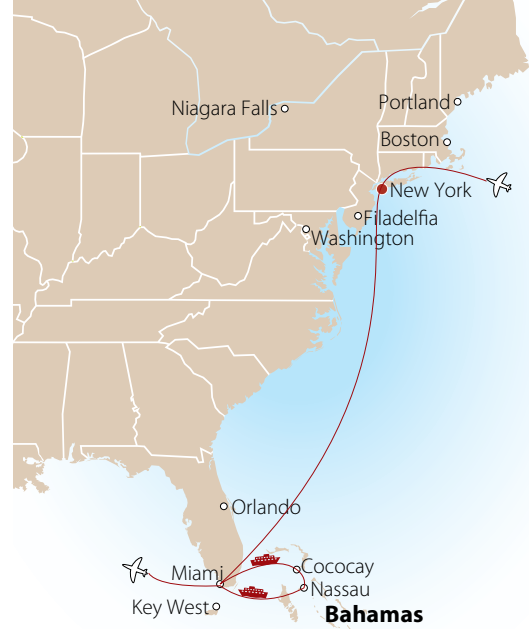 Portland
Niagara Falls
Boston
New York
Filadelfia
Washington
Orlando
Cococay
Miami
Nassau
Key West
Bahamas